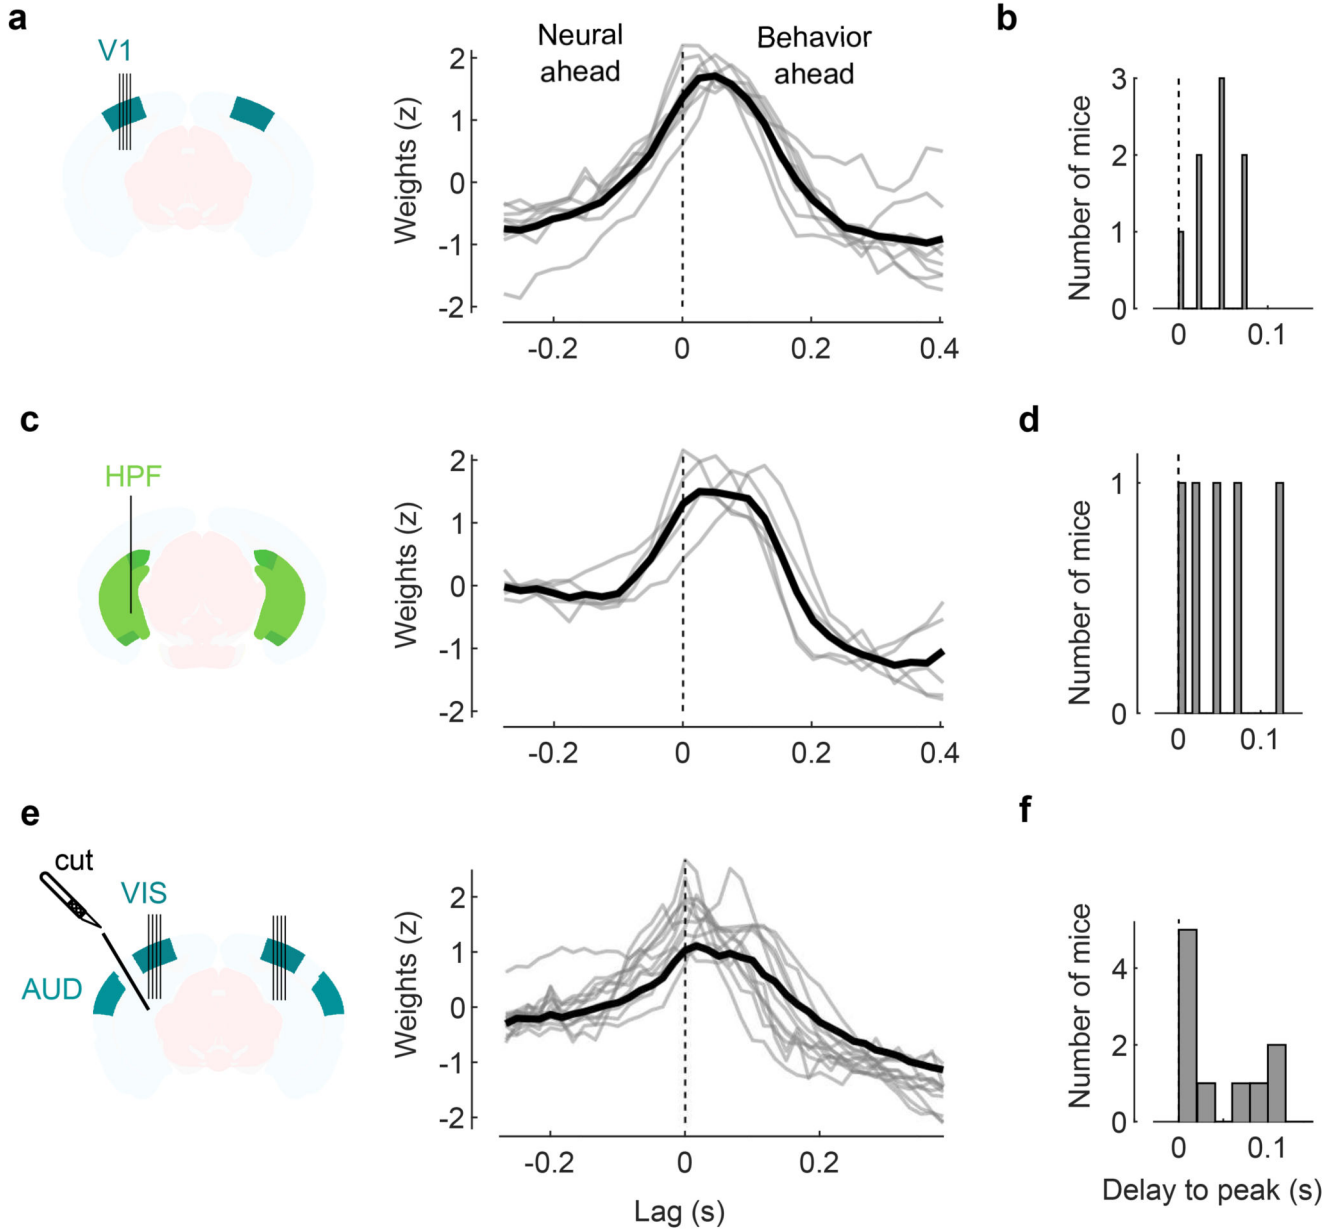 a
V1
Neural
ahead
Behavior
ahead
Weights (z)
2
1
0
-1
-2
-0.2
0
0.2
0.4
b
Number of mice
3
2
1
0
0
0.1
c
HPF
Weights (z)
2
1
0
-1
-2
-0.2
0
0.2
0.4
d
Number of mice
1
0
0
0.1
e
cut
VIS
AUD
Weights (z)
2
1
0
-1
-2
-0.2
0
0.2
Lag (s)
f
Number of mice
4
2
0
0
0.1
Delay to peak (s)